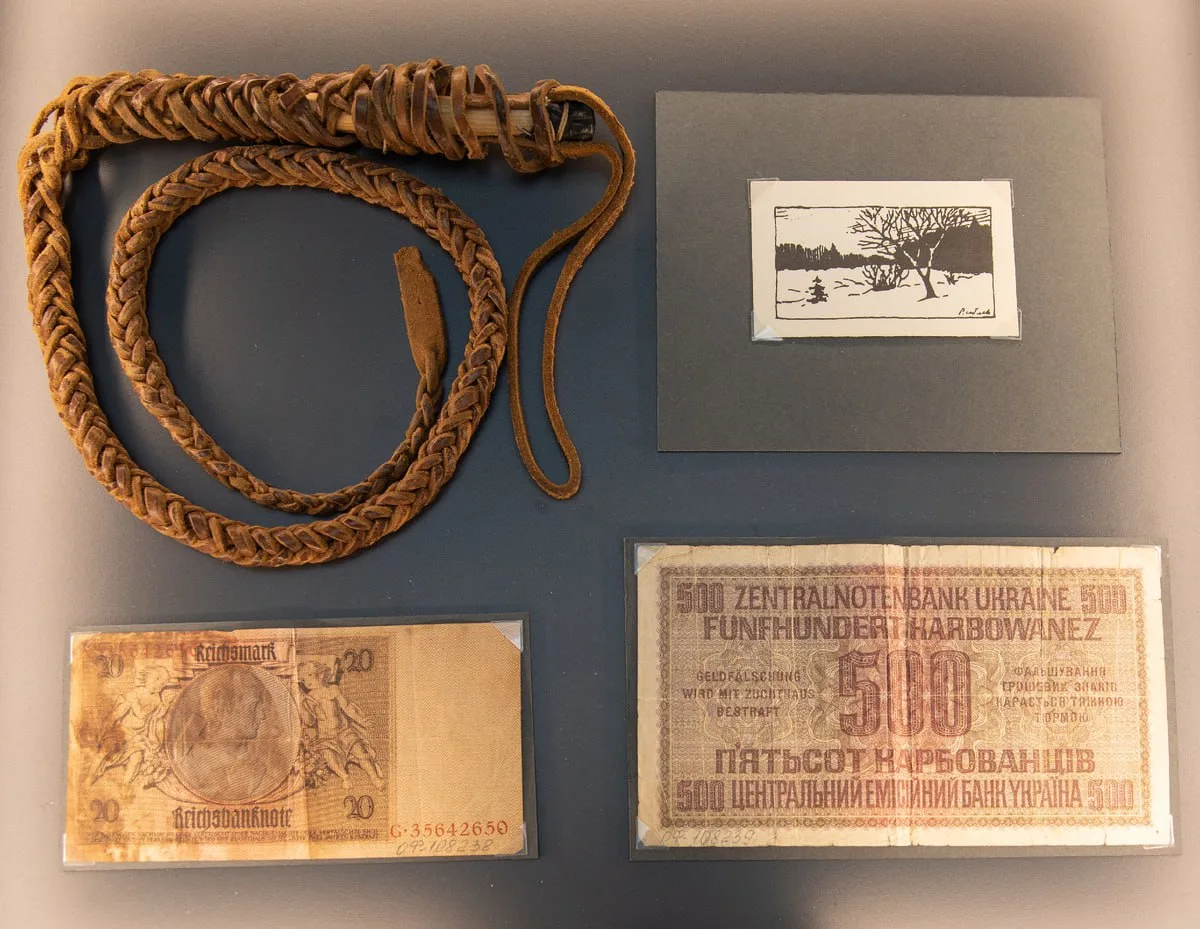 20 Reichsmark 20
20 Reichsbanknote 20
G·35642650
ОФ-108238
500 ZENTRALNOTENBANK UKRAINE 500
FÜNFHUNDERT KARBOWANEZ
GELDFÄLSCHUNG
WIRD MIT ZUCHTHAUS
BESTRAFT
500
ФАЛЬШУВАННЯ
ГРОШЕВИХ ЗНАКІВ
КАРАЄТЬСЯ ТЯЖКОЮ
ТЮРМОЮ
ПЯТЬСОТ КАРБОВАНЦІВ
500 ЦЕНТРАЛЬНИЙ ЕМІСІЙНИЙ БАНК УКРАЇНА 500
ОФ-108239